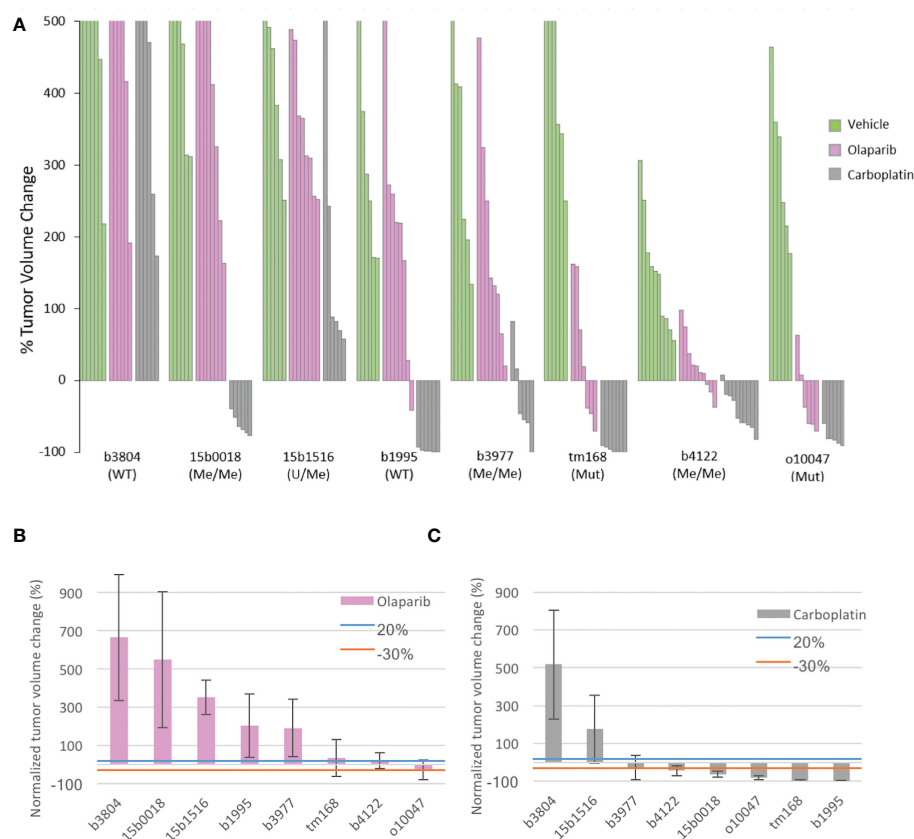 A
% Tumor Volume Change
500
400
300
200
100
0
-100
Vehicle
Olaparib
Carboplatin
b3804 15b0018 15b1516 b1995 b3977 tm168 b4122 o10047
(WT) (Me/Me) (U/Me) (WT) (Me/Me) (Mut) (Me/Me) (Mut)
B
Normalized tumor volume change (%)
900
700
500
300
100
-100
Olaparib
20%
-30%
b3804 15b0018 15b1516 b1995 b3977 tm168 b4122 o10047
C
Normalized tumor volume change (%)
900
700
500
300
100
-100
Carboplatin
20%
-30%
b3804 15b1516 b3977 b4122 15b0018 o10047 tm168 b1995